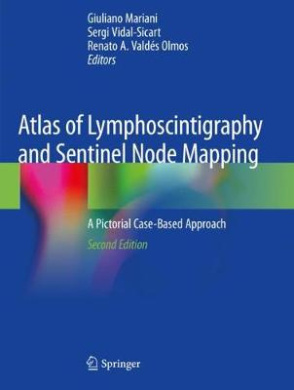 Giuliano Mariani
Sergi Vidal-Sicart
Renato A. Valdés Olmos
Editors
Atlas of Lymphoscintigraphy
and Sentinel Node Mapping
A Pictorial Case-Based Approach
Second Edition
Springer